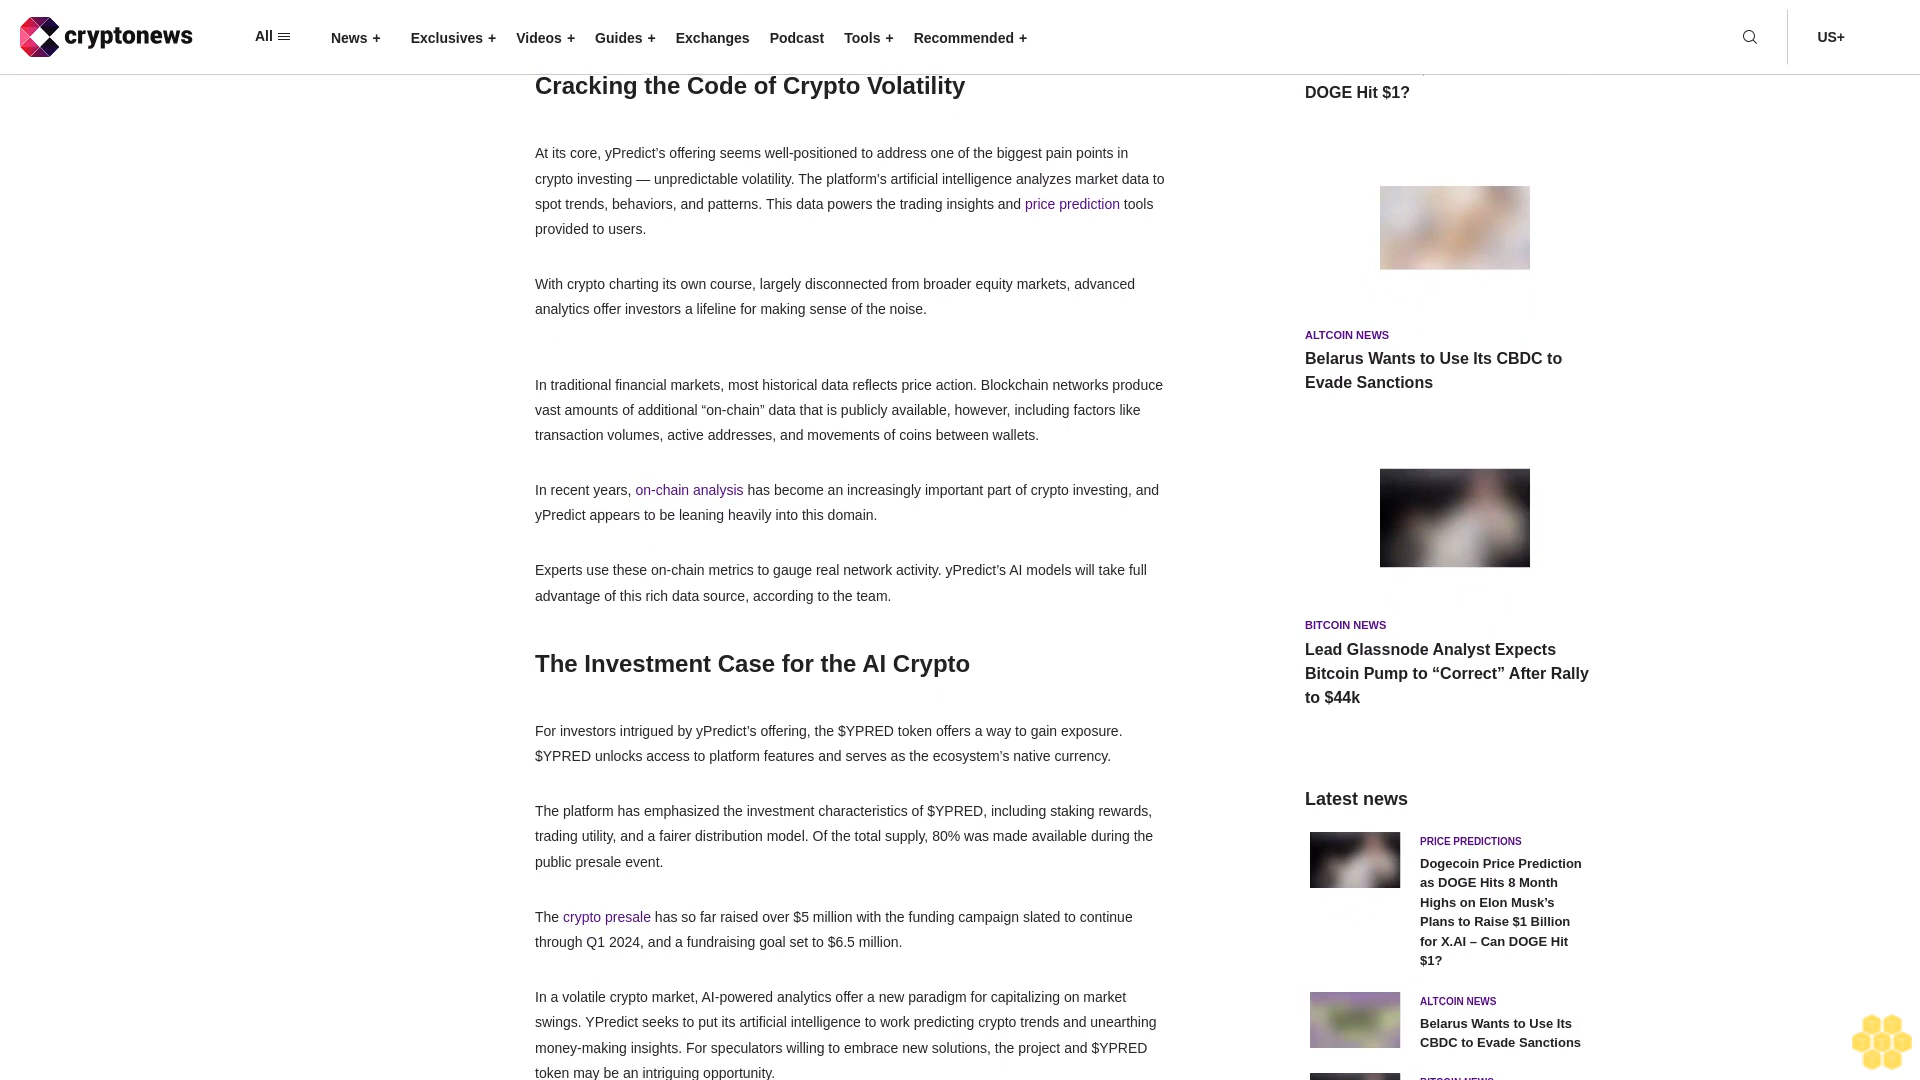 cryptonews
All
News +
Exclusives +
Videos +
Guides +
Exchanges
Podcast
Tools +
Recommended +
US+
Cracking the Code of Crypto Volatility
At its core, yPredict’s offering seems well-positioned to address one of the biggest pain points in
crypto investing — unpredictable volatility. The platform’s artificial intelligence analyzes market data to
spot trends, behaviors, and patterns. This data powers the trading insights and price prediction tools
provided to users.
With crypto charting its own course, largely disconnected from broader equity markets, advanced
analytics offer investors a lifeline for making sense of the noise.
In traditional financial markets, most historical data reflects price action. Blockchain networks produce
vast amounts of additional “on-chain” data that is publicly available, however, including factors like
transaction volumes, active addresses, and movements of coins between wallets.
In recent years, on-chain analysis has become an increasingly important part of crypto investing, and
yPredict appears to be leaning heavily into this domain.
Experts use these on-chain metrics to gauge real network activity. yPredict’s AI models will take full
advantage of this rich data source, according to the team.
The Investment Case for the AI Crypto
For investors intrigued by yPredict’s offering, the $YPRED token offers a way to gain exposure.
$YPRED unlocks access to platform features and serves as the ecosystem’s native currency.
The platform has emphasized the investment characteristics of $YPRED, including staking rewards,
trading utility, and a fairer distribution model. Of the total supply, 80% was made available during the
public presale event.
The crypto presale has so far raised over $5 million with the funding campaign slated to continue
through Q1 2024, and a fundraising goal set to $6.5 million.
In a volatile crypto market, AI-powered analytics offer a new paradigm for capitalizing on market
swings. YPredict seeks to put its artificial intelligence to work predicting crypto trends and unearthing
money-making insights. For speculators willing to embrace new solutions, the project and $YPRED
token may be an intriguing opportunity.
DOGE Hit $1?
ALTCOIN NEWS
Belarus Wants to Use Its CBDC to
Evade Sanctions
BITCOIN NEWS
Lead Glassnode Analyst Expects
Bitcoin Pump to “Correct” After Rally
to $44k
Latest news
PRICE PREDICTIONS
Dogecoin Price Prediction
as DOGE Hits 8 Month
Highs on Elon Musk’s
Plans to Raise $1 Billion
for X.AI – Can DOGE Hit
$1?
ALTCOIN NEWS
Belarus Wants to Use Its
CBDC to Evade Sanctions